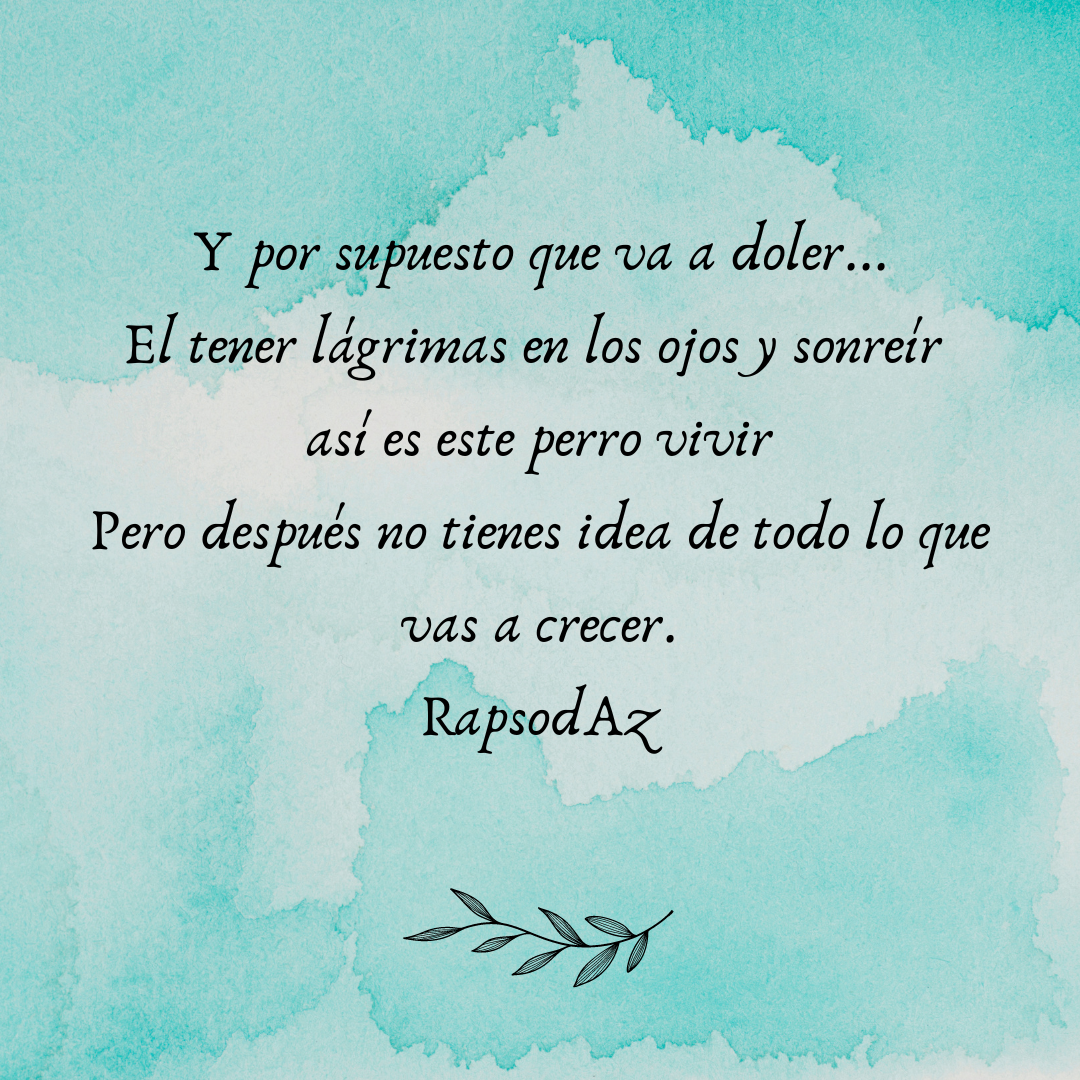 Y por supuesto que va a doler...
El tener lágrimas en los ojos y sonreír
así es este perro vivir
Pero después no tienes idea de todo lo que
vas a crecer.
RapsodAz